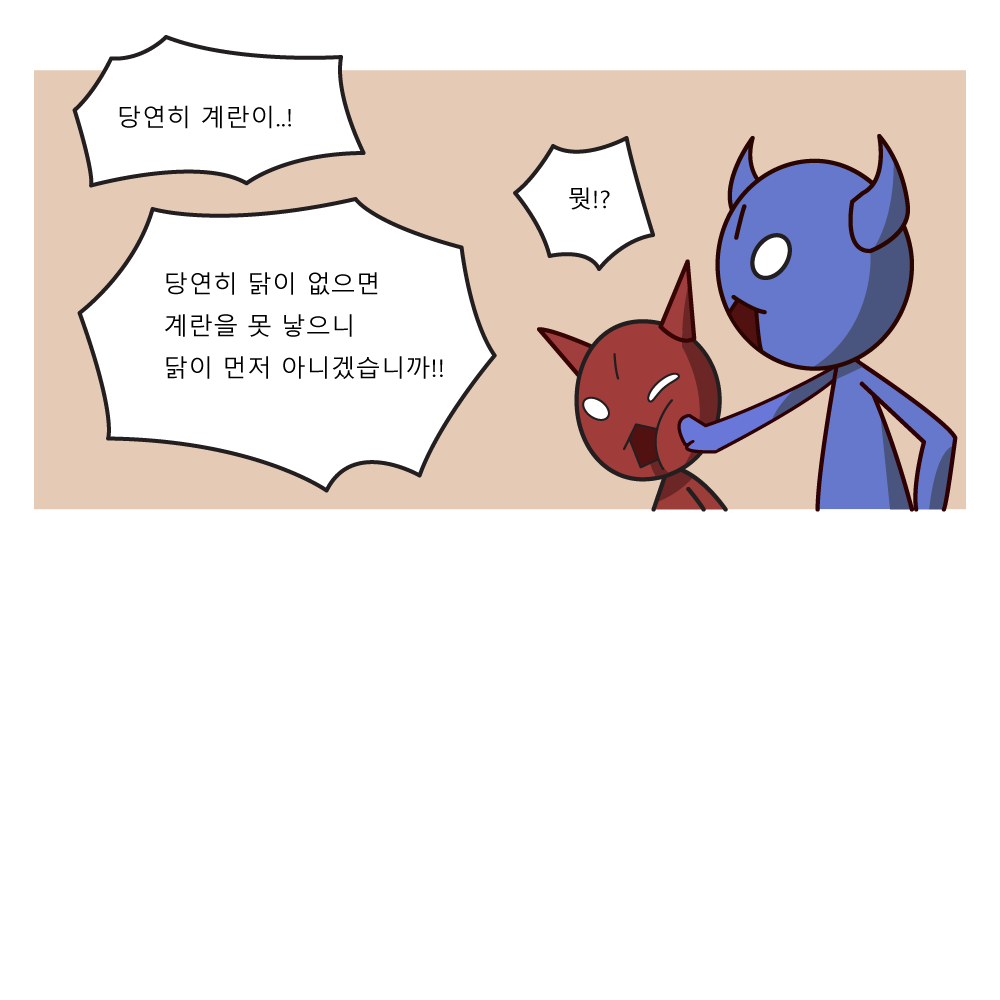 당연히 계란이..!
뭣!?
당연히 닭이 없으면
계란을 못 낳으니
닭이 먼저 아니겠습니까!!